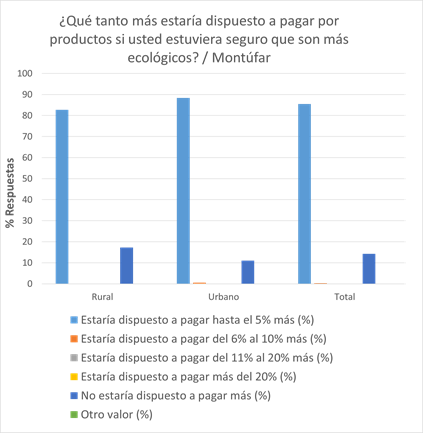 ¿Qué tanto más estaría dispuesto a pagar por
productos si usted estuviera seguro que son más
ecológicos? / Montúfar
% Respuestas
100
90
80
70
60
50
40
30
20
10
0
Rural
Urbano
Total
Estaría dispuesto a pagar hasta el 5% más (%)
Estaría dispuesto a pagar del 6% al 10% más (%)
Estaría dispuesto a pagar del 11% al 20% más (%)
Estaría dispuesto a pagar más del 20% (%)
No estaría dispuesto a pagar más (%)
Otro valor (%)